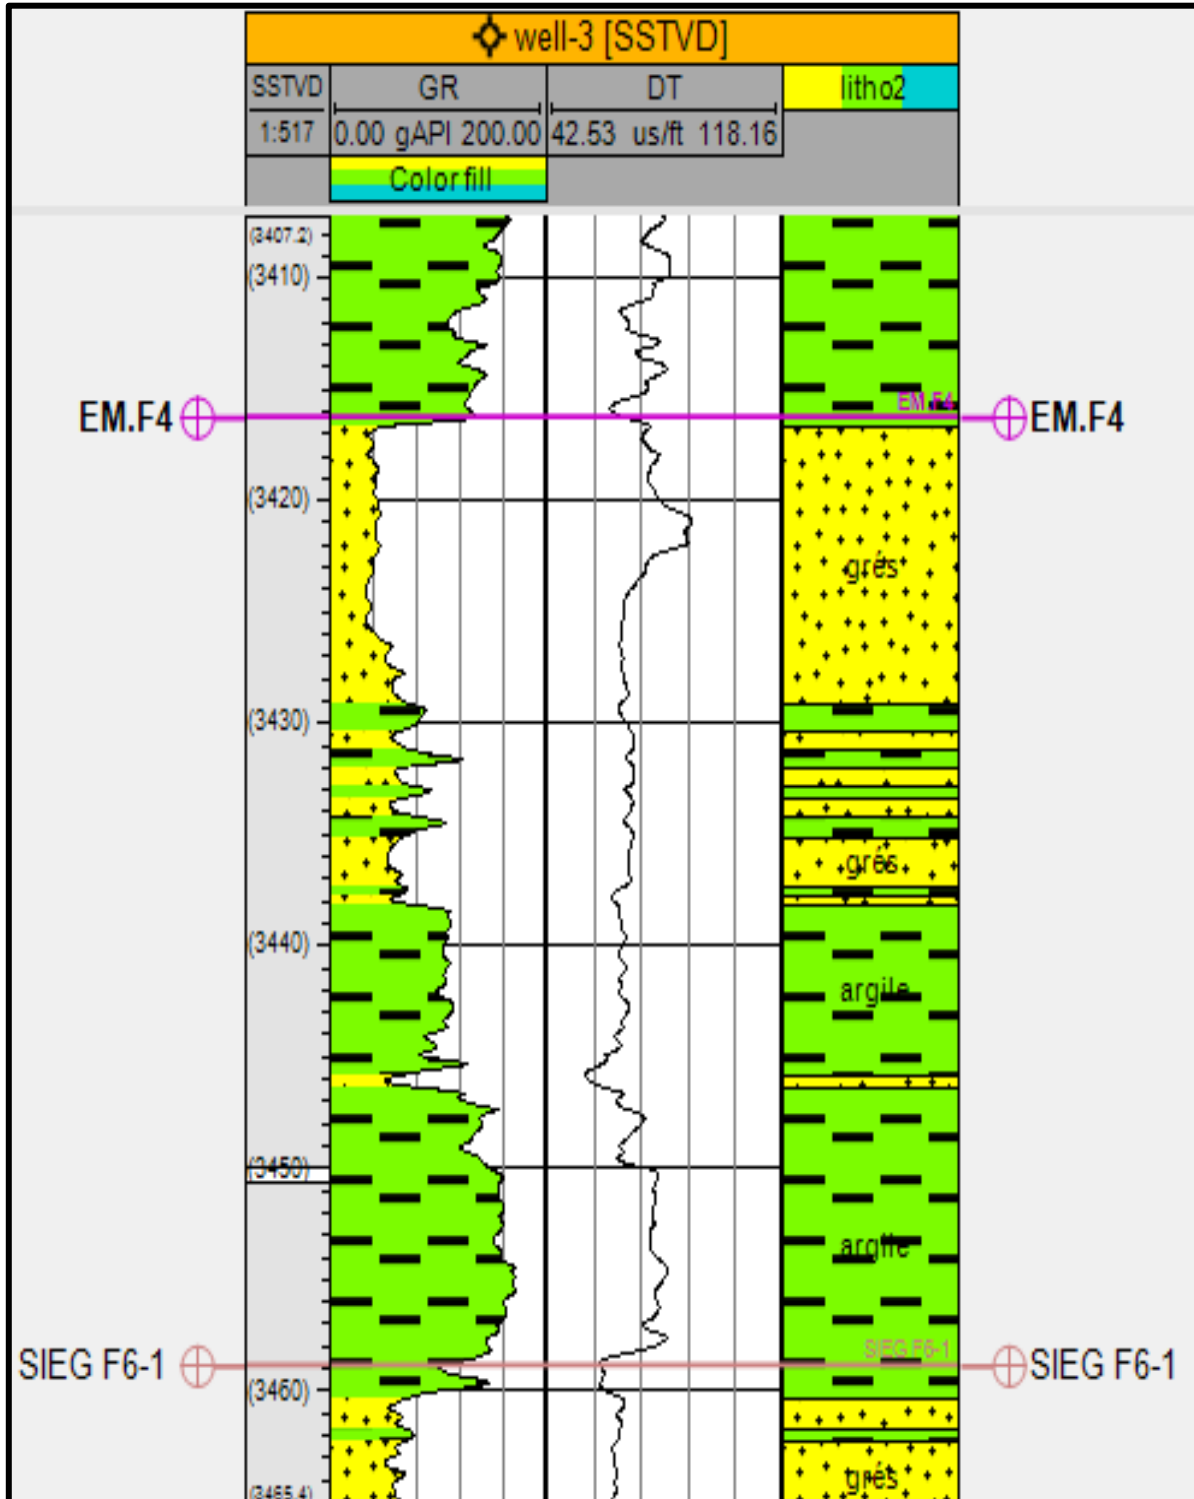 well-3 [SSTVD]
SSTVD GR DT litho2
1:517 0.00 gAPI 200.00 42.53 us/ft 118.16
Color fill
(3407.2)
(3410)
EM.F4 EM.F4 EM.F4
(3420)
grés
(3430)
grés
(3440)
argile
(3450)
argile
SIEG F6-1 SIEG F6-1 SIEG F6-1
(3460)
grés
(3465.4)